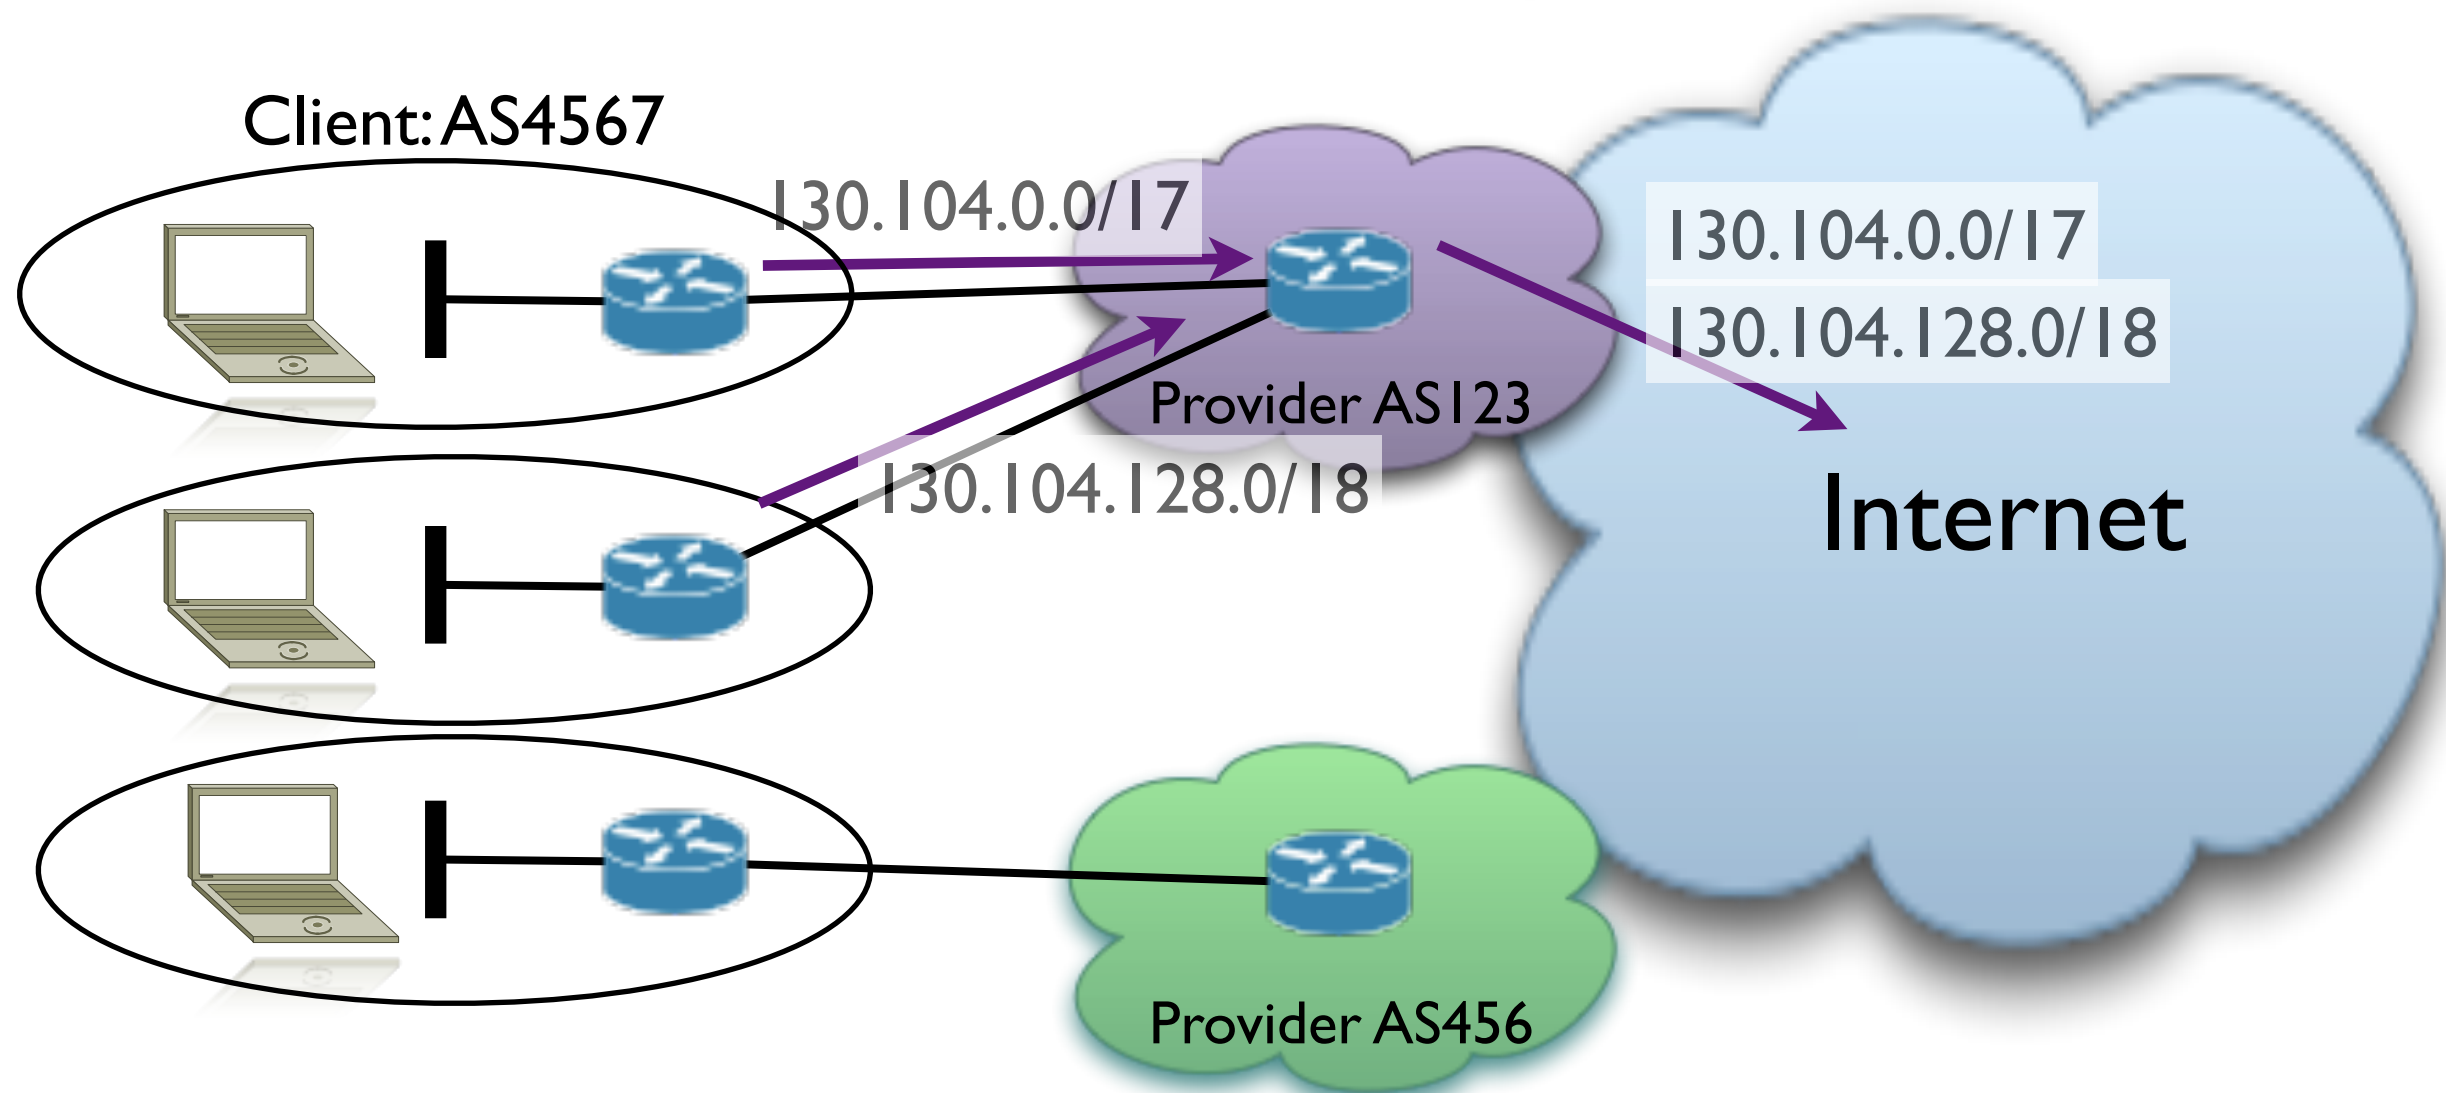 Client: AS4567
130.104.0.0/17
130.104.0.0/17
130.104.128.0/18
Provider AS123
130.104.128.0/18
Internet
Provider AS456